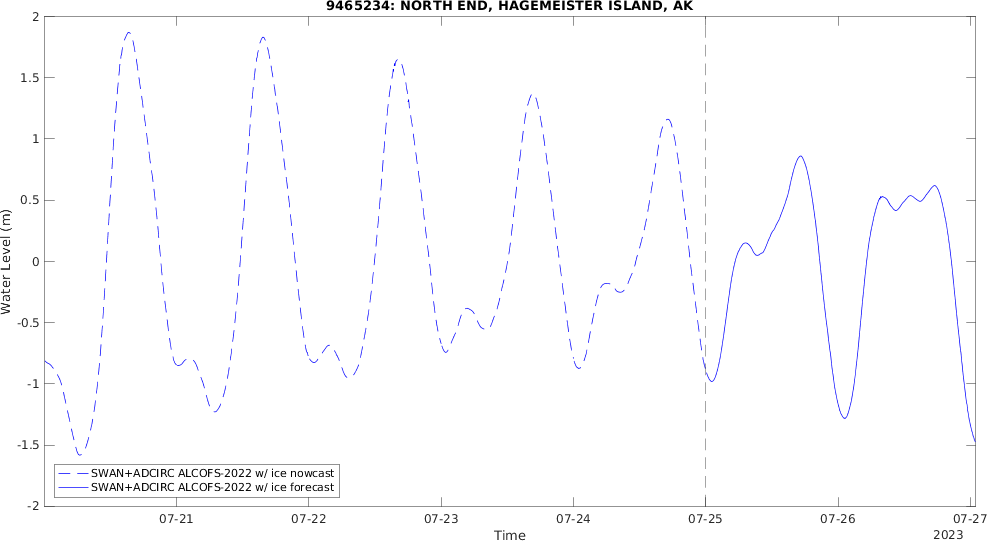 9465234: NORTH END, HAGEMEISTER ISLAND, AK
2
1.5
1
0.5
0
-0.5
-1
-1.5
-2
Water Level (m)
SWAN+ADCIRC ALCOFS-2022 w/ ice nowcast
SWAN+ADCIRC ALCOFS-2022 w/ ice forecast
07-21 07-22 07-23 07-24 07-25 07-26 07-27
Time
2023